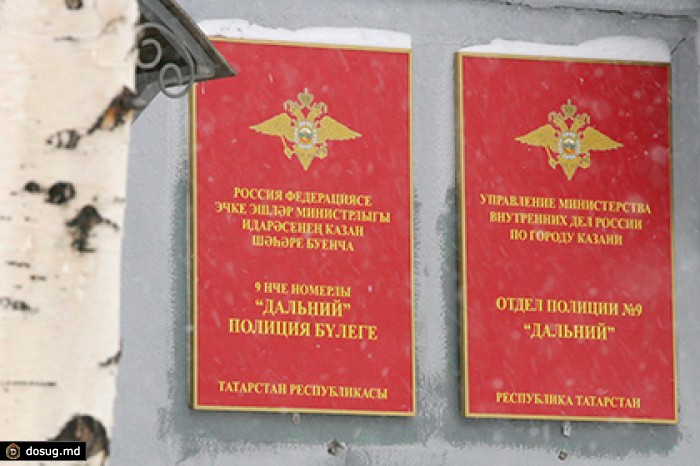 РОССИЯ ФЕДЕРАЦИЯСЕ
ЭЧКЕ ЭШЛӘР МИНИСТРЛЫГЫ
ИДАРӘСЕНЕҢ КАЗАН
ШӘҺӘРЕ БУЕНЧА
9 НЧЕ НОМЕРЛЫ
“ДАЛЬНИЙ”
ПОЛИЦИЯ БҮЛЕГЕ
ТАТАРСТАН РЕСПУБЛИКАСЫ
УПРАВЛЕНИЕ МИНИСТЕРСТВА
ВНУТРЕННИХ ДЕЛ РОССИИ
ПО ГОРОДУ КАЗАНИ
ОТДЕЛ ПОЛИЦИИ №9
“ДАЛЬНИЙ”
РЕСПУБЛИКА ТАТАРСТАН
dosug.md